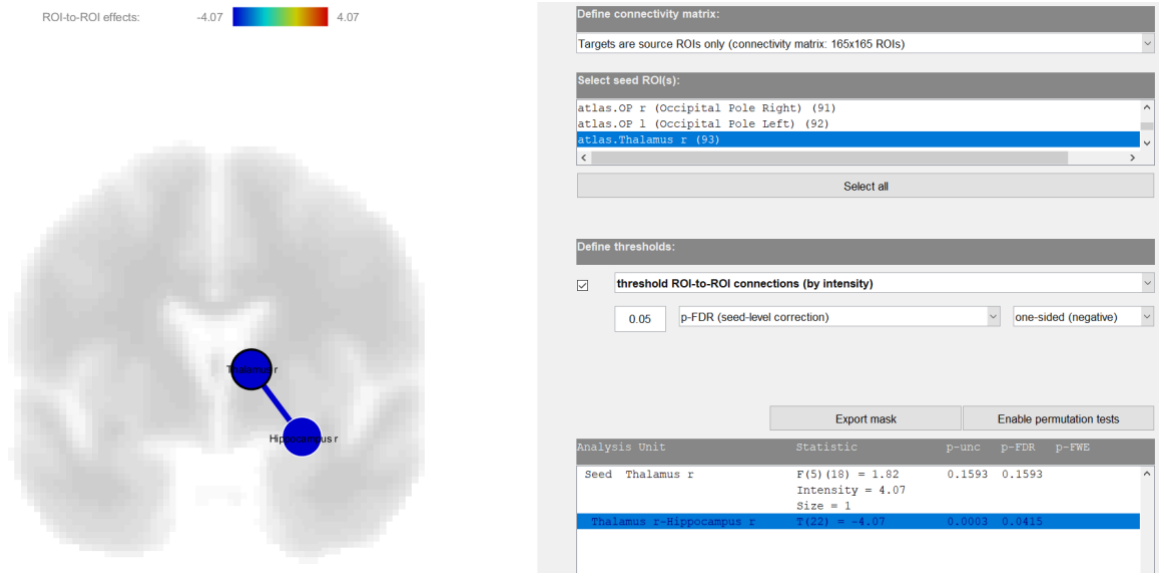 ROI-to-ROI effects: -4.07 4.07
Thalamus r
Hippocampus r
Define connectivity matrix:
Targets are source ROIs only (connectivity matrix: 165x165 ROIs)
Select seed ROI(s):
atlas.OP r (Occipital Pole Right) (91)
atlas.OP l (Occipital Pole Left) (92)
atlas.Thalamus r (93)
Select all
Define thresholds:
threshold ROI-to-ROI connections (by intensity)
0.05 p-FDR (seed-level correction) one-sided (negative)
Export mask Enable permutation tests
Analysis Unit Statistic p-unc p-FDR p-FWE
Seed Thalamus r F(5)(18) = 1.82 0.1593 0.1593
Intensity = 4.07
Size = 1
Thalamus r-Hippocampus r T(22) = -4.07 0.0003 0.0415